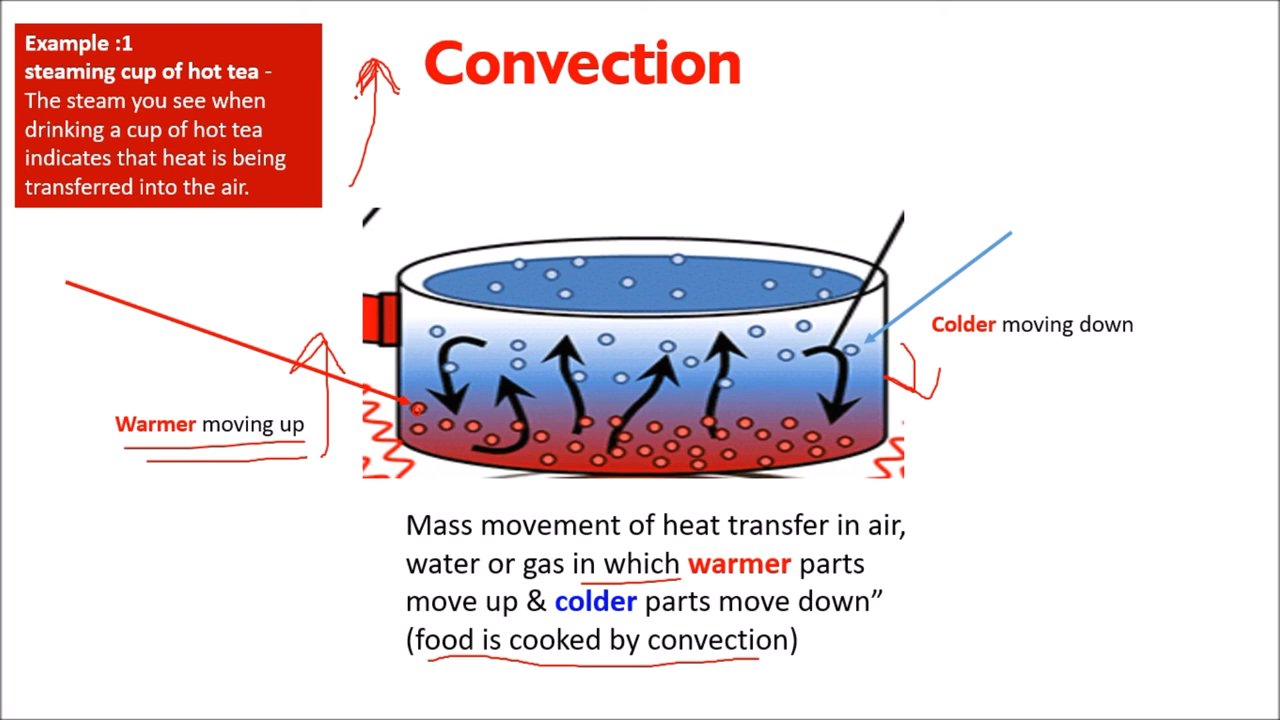 Example :1
steaming cup of hot tea -
The steam you see when
drinking a cup of hot tea
indicates that heat is being
transferred into the air.
Convection
Colder moving down
Warmer moving up
Mass movement of heat transfer in air,
water or gas in which warmer parts
move up & colder parts move down”
(food is cooked by convection)